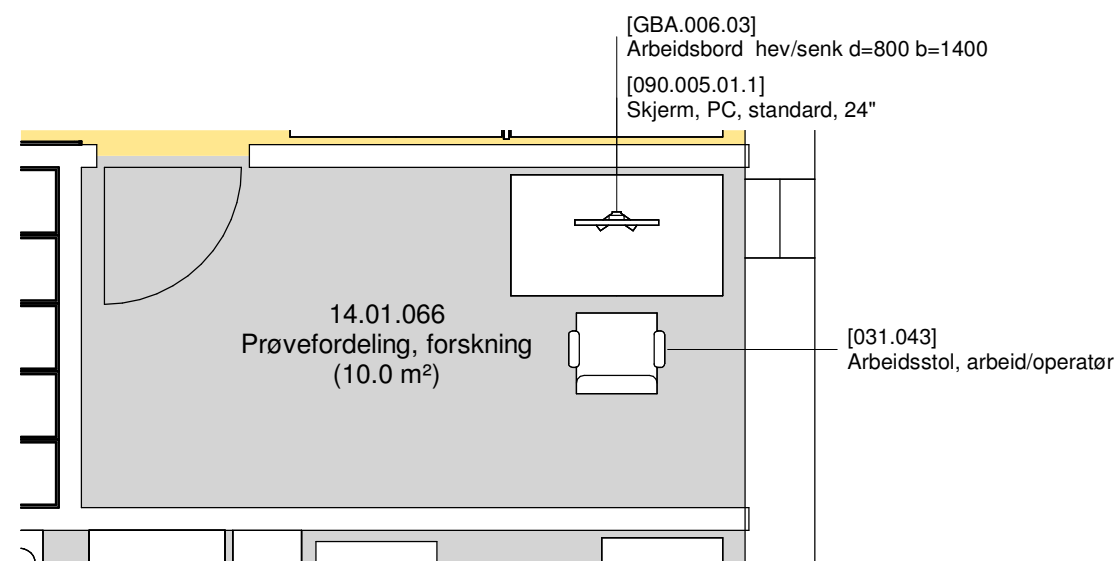 [GBA.006.03]
Arbeidsbord hev/senk d=800 b=1400
[090.005.01.1]
Skjerm, PC, standard, 24"
14.01.066
Prøvefordeling, forskning
(10.0 m²)
[031.043]
Arbeidsstol, arbeid/operatør